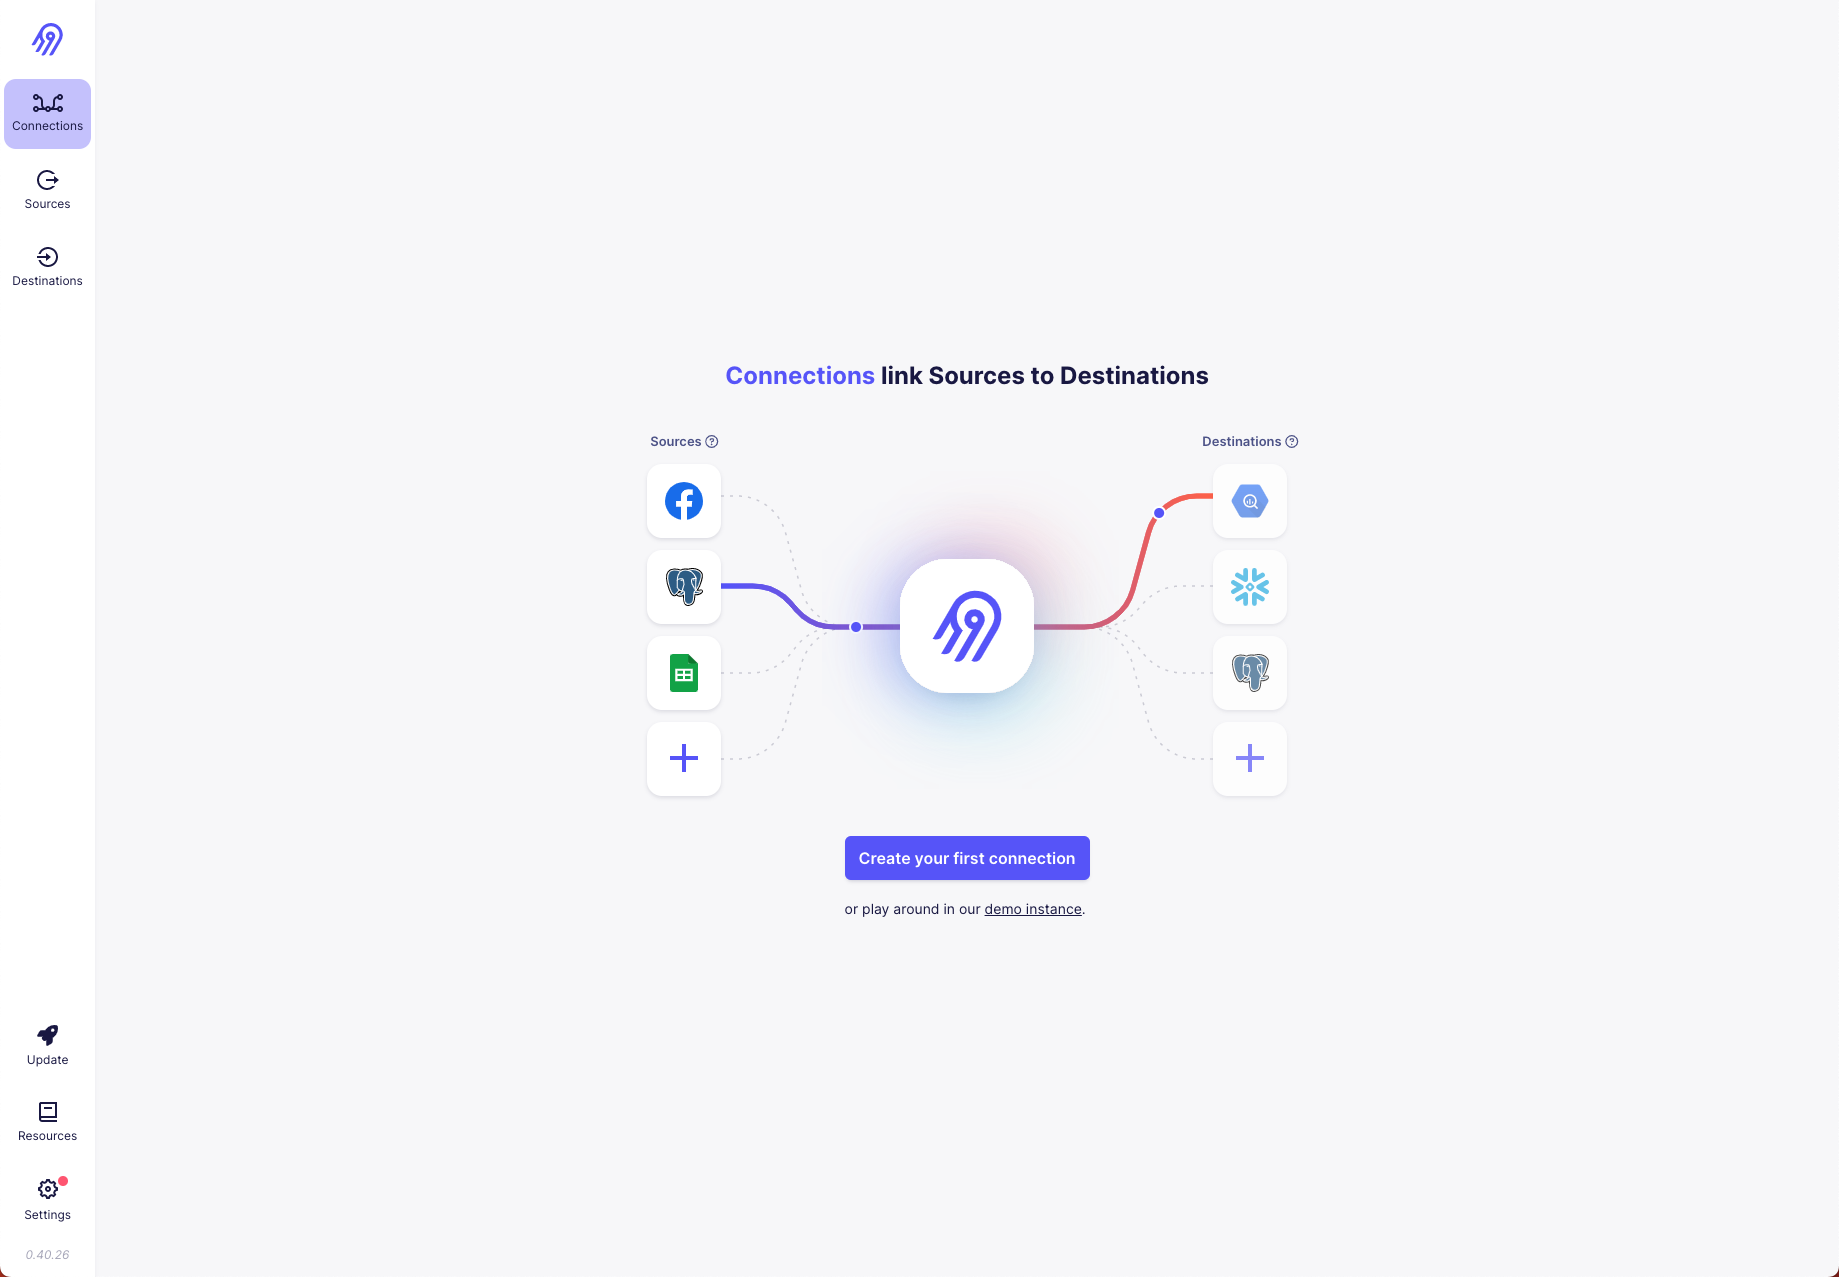 Connections
Sources
Destinations
Connections link Sources to Destinations
Sources
Destinations
Create your first connection
or play around in our demo instance.
Update
Resources
Settings
0.40.26